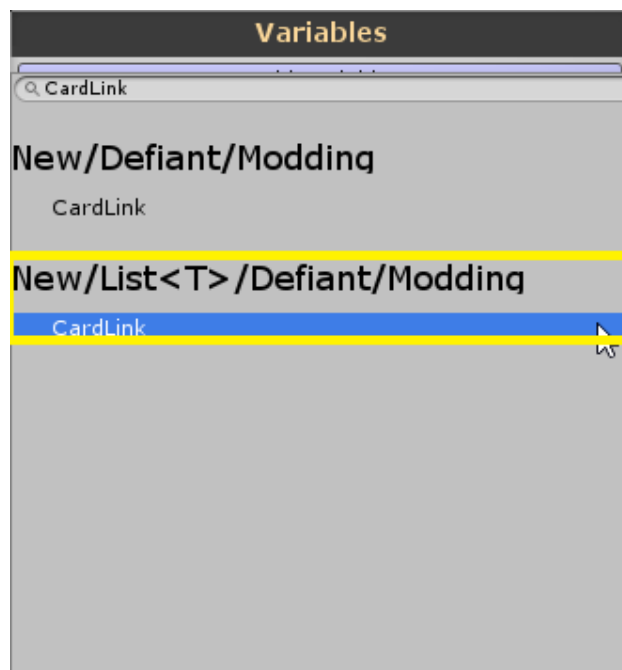 Variables
CardLink
New/Defiant/Modding
CardLink
New/List<T>/Defiant/Modding
CardLink